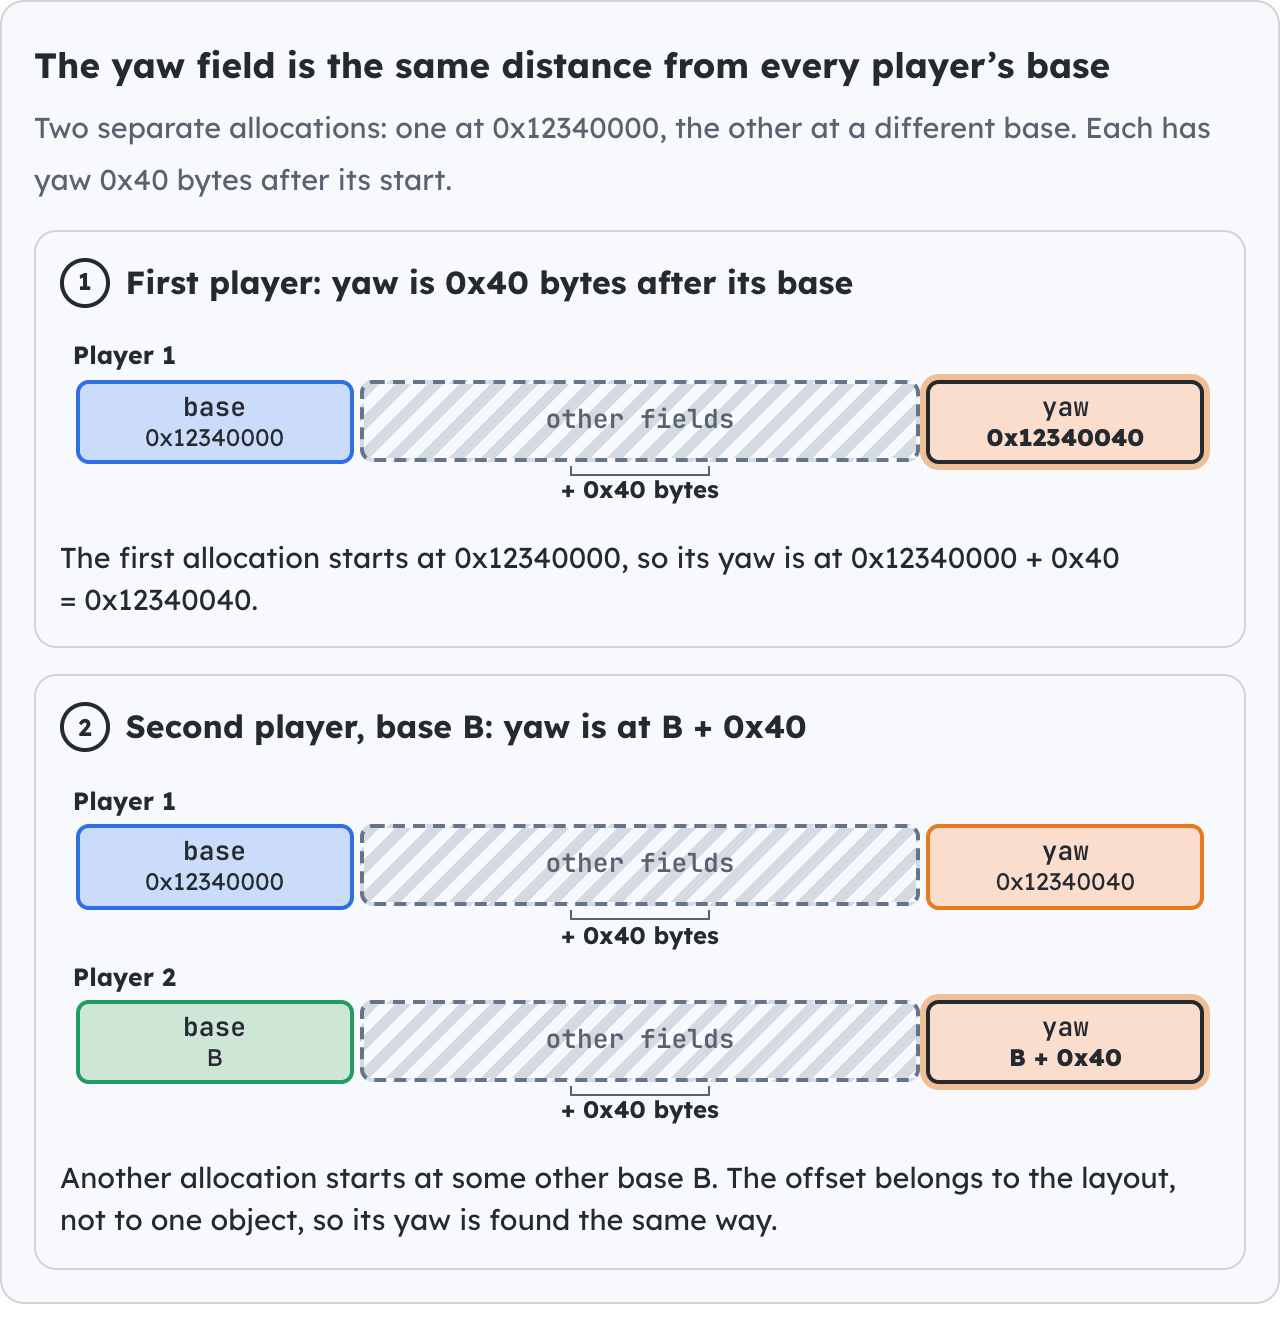 The yaw field is the same distance from every player’s base
Two separate allocations: one at 0x12340000, the other at a different base. Each has
yaw 0x40 bytes after its start.
1 First player: yaw is 0x40 bytes after its base
Player 1
base
0x12340000
other fields
yaw
0x12340040
+ 0x40 bytes
The first allocation starts at 0x12340000, so its yaw is at 0x12340000 + 0x40
= 0x12340040.
2 Second player, base B: yaw is at B + 0x40
Player 1
base
0x12340000
other fields
yaw
0x12340040
+ 0x40 bytes
Player 2
base
B
other fields
yaw
B + 0x40
+ 0x40 bytes
Another allocation starts at some other base B. The offset belongs to the layout,
not to one object, so its yaw is found the same way.